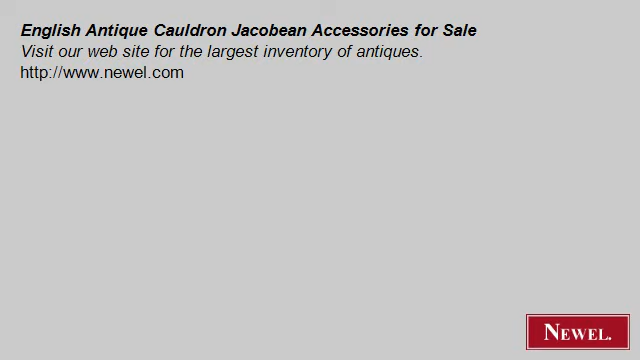 English Antique Cauldron Jacobean Accessories for Sale
Visit our web site for the largest inventory of antiques.
http://www.newel.com
NEWEL.